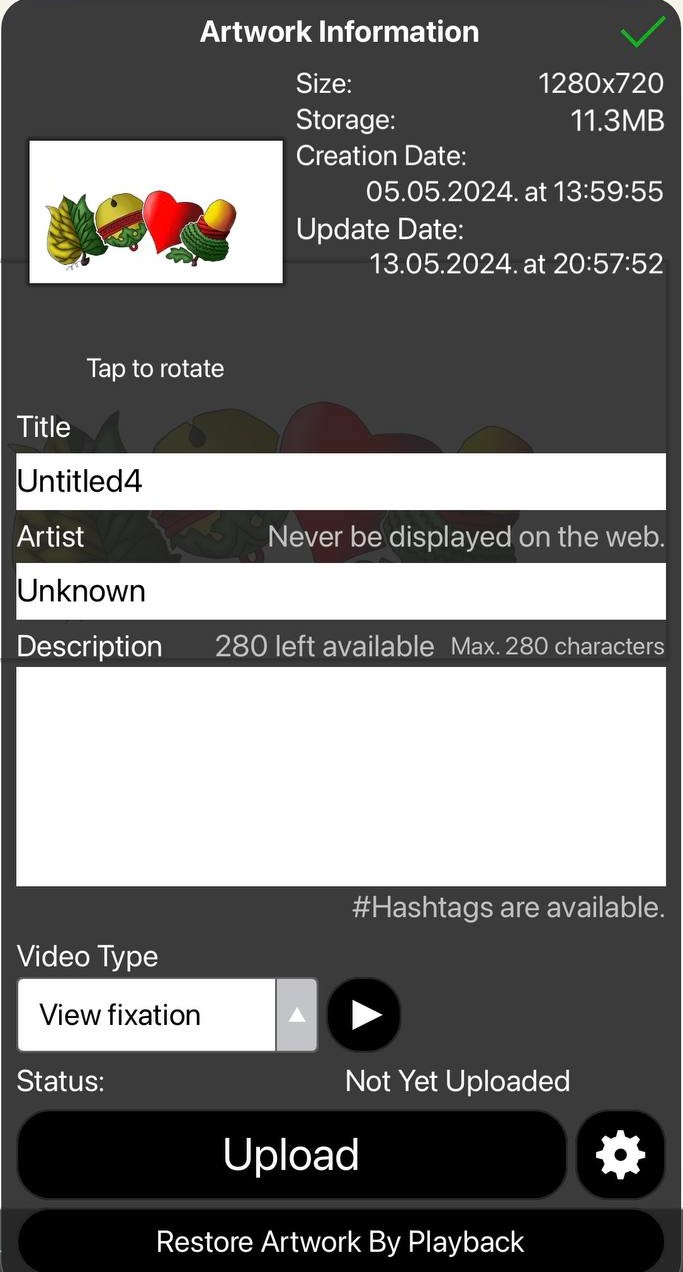 Artwork Information
Size: 1280x720
Storage: 11.3MB
Creation Date:
05.05.2024. at 13:59:55
Update Date:
13.05.2024. at 20:57:52
Tap to rotate
Title
Untitled4
Artist Never be displayed on the web.
Unknown
Description 280 left available Max. 280 characters
#Hashtags are available.
Video Type
View fixation
Status: Not Yet Uploaded
Upload
Restore Artwork By Playback